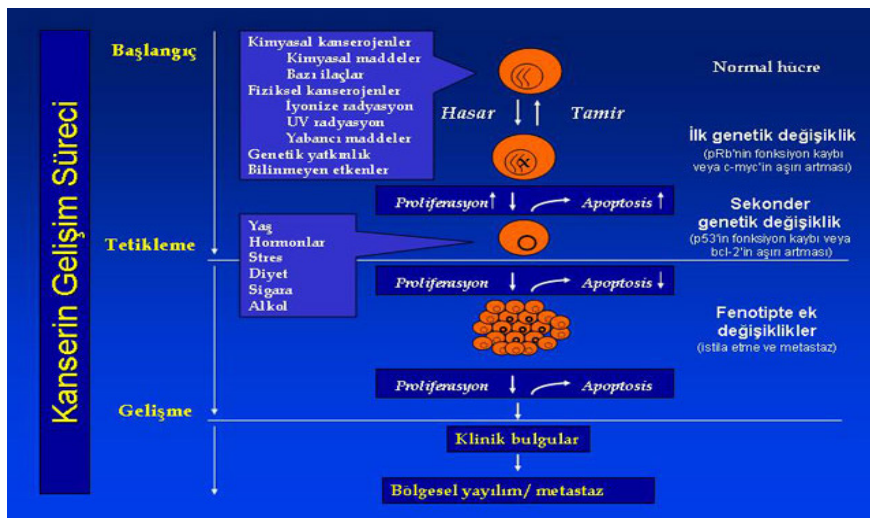 Kanserin Gelişim Süreci
Başlangıç
Kimyasal kanserojenler
Kimyasal maddeler
Bazı ilaçlar
Fiziksel kanserojenler
İyonize radyasyon
UV radyasyon
Yabancı maddeler
Genetik yatkınlık
Bilinmeyen etkenler
Normal hücre
Hasar
Tamir
İlk genetik değişiklik
(pRb'nin fonksiyon kaybı
veya c-myc'in aşırı artması)
Proliferasyon
Apoptosis
Sekonder
genetik değişiklik
(p53'in fonksiyon kaybı veya
bcl-2'in aşırı artması)
Tetikleme
Yaş
Hormonlar
Stres
Diyet
Sigara
Alkol
Proliferasyon
Apoptosis
Fenotipte ek
değişiklikler
(istila etme ve metastaz)
Proliferasyon
Apoptosis
Gelişme
Klinik bulgular
Bölgesel yayılım/ metastaz